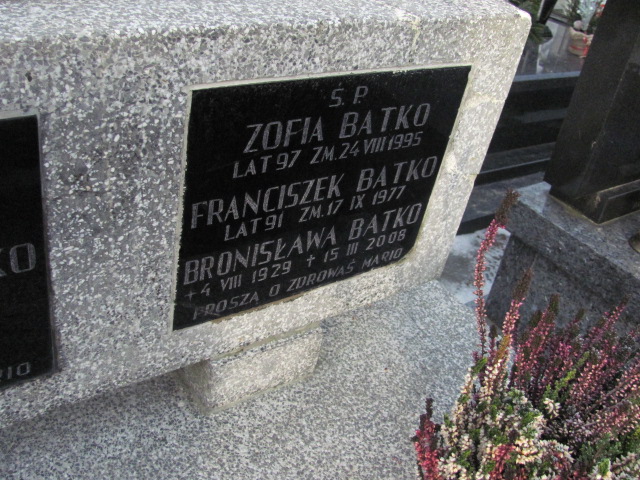 Ś. P.
ZOFIA BATKO
LAT 97 ZM. 24 VIII 1995
FRANCISZEK BATKO
LAT 91 ZM. 17 IX 1977
BRONISŁAWA BATKO
+ 4 VIII 1929 + 15 III 2008
PROSZĄ O ZDROWAŚ MARIO